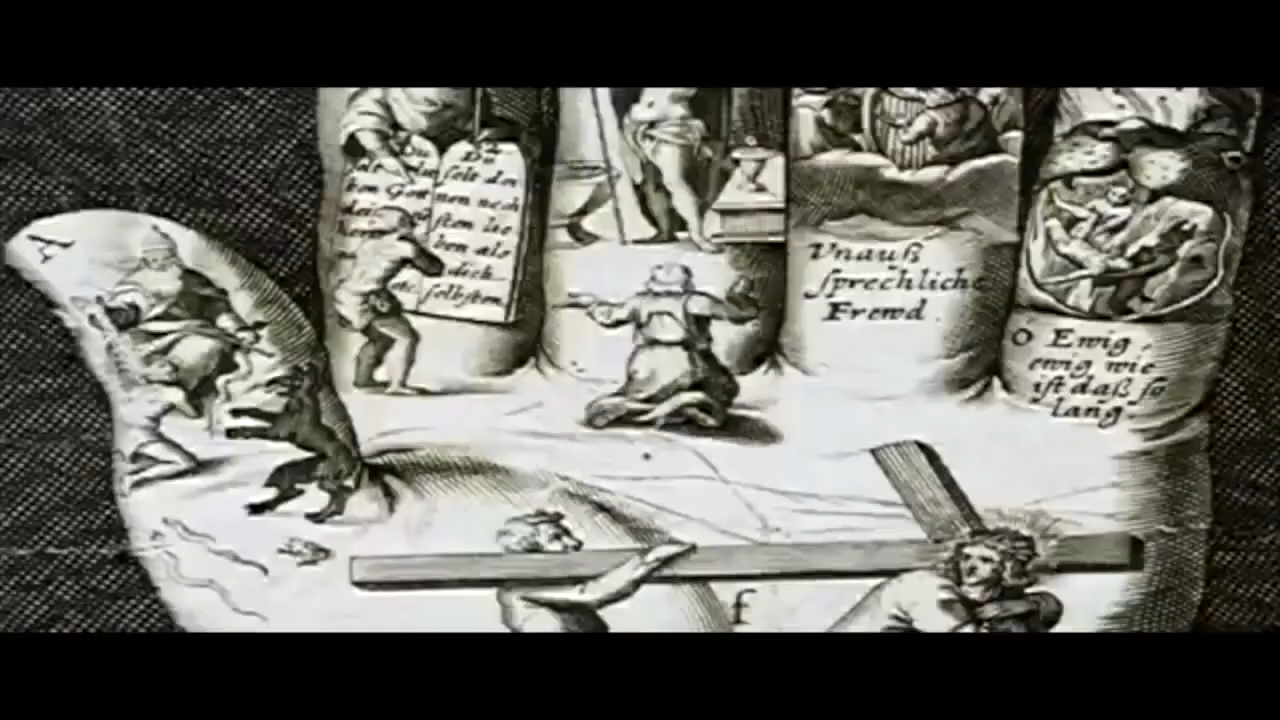 A
Du
solt den
nen nech
sten lie
ben als
dich
selbsten
Vnauß
sprechliche
Frewd.
O Ewig,
ewig wie
ist daß so
lang.
f